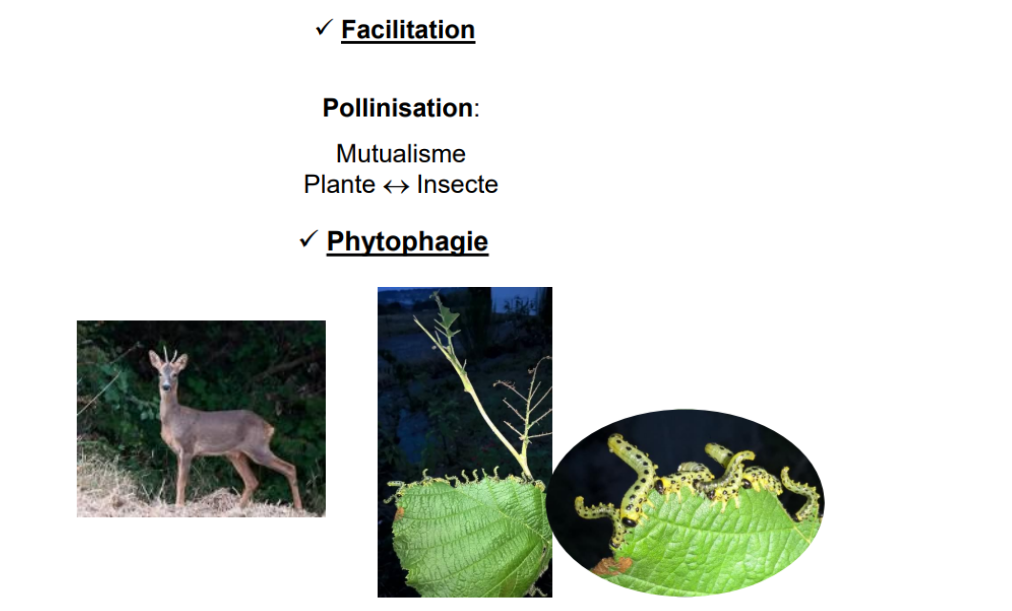 ✓ Facilitation
Pollinisation:
Mutualisme
Plante ↔ Insecte
✓ Phytophagie